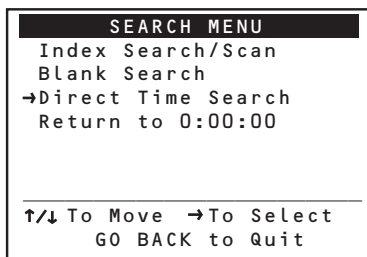 SEARCH MENU
Index Search/Scan
Blank Search
→Direct Time Search
Return to 0:00:00
↑/↓ To Move →To Select
GO BACK to Quit